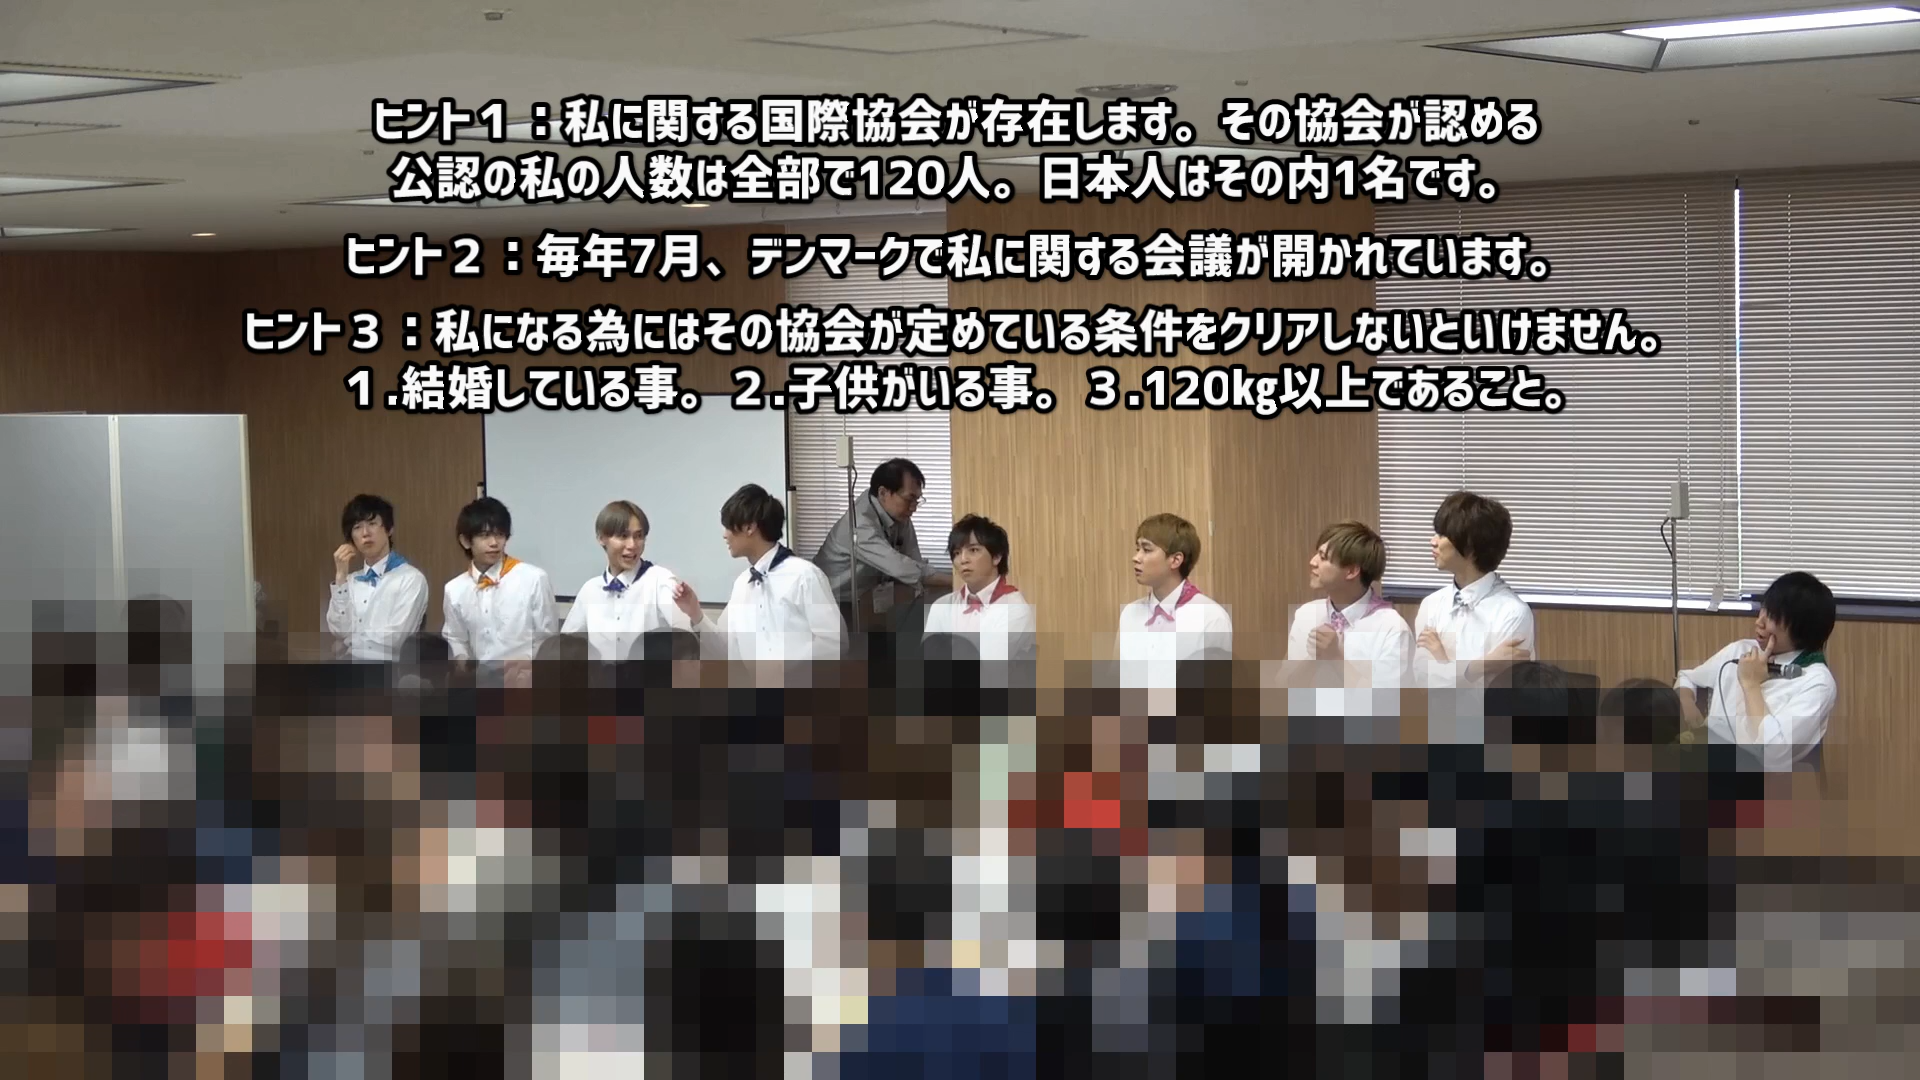 ヒント１：私に関する国際協会が存在します。その協会が認める
公認の私の人数は全部で120人。日本人はその内1名です。
ヒント２：毎年7月、デンマークで私に関する会議が開かれています。
ヒント３：私になる為にはその協会が定めている条件をクリアしないといけません。
１.結婚している事。２.子供がいる事。３.120㎏以上であること。